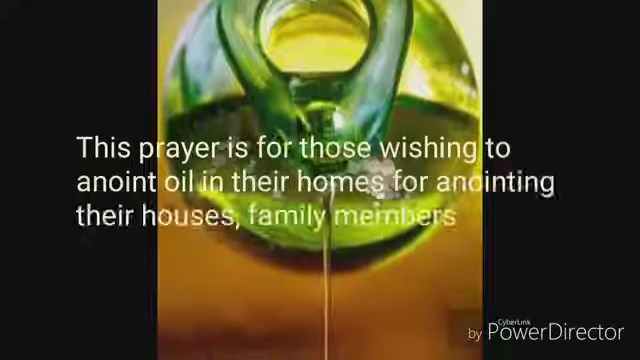 This prayer is for those wishing to
anoint oil in their homes for anointing
their houses, family members
CyberLink
by PowerDirector